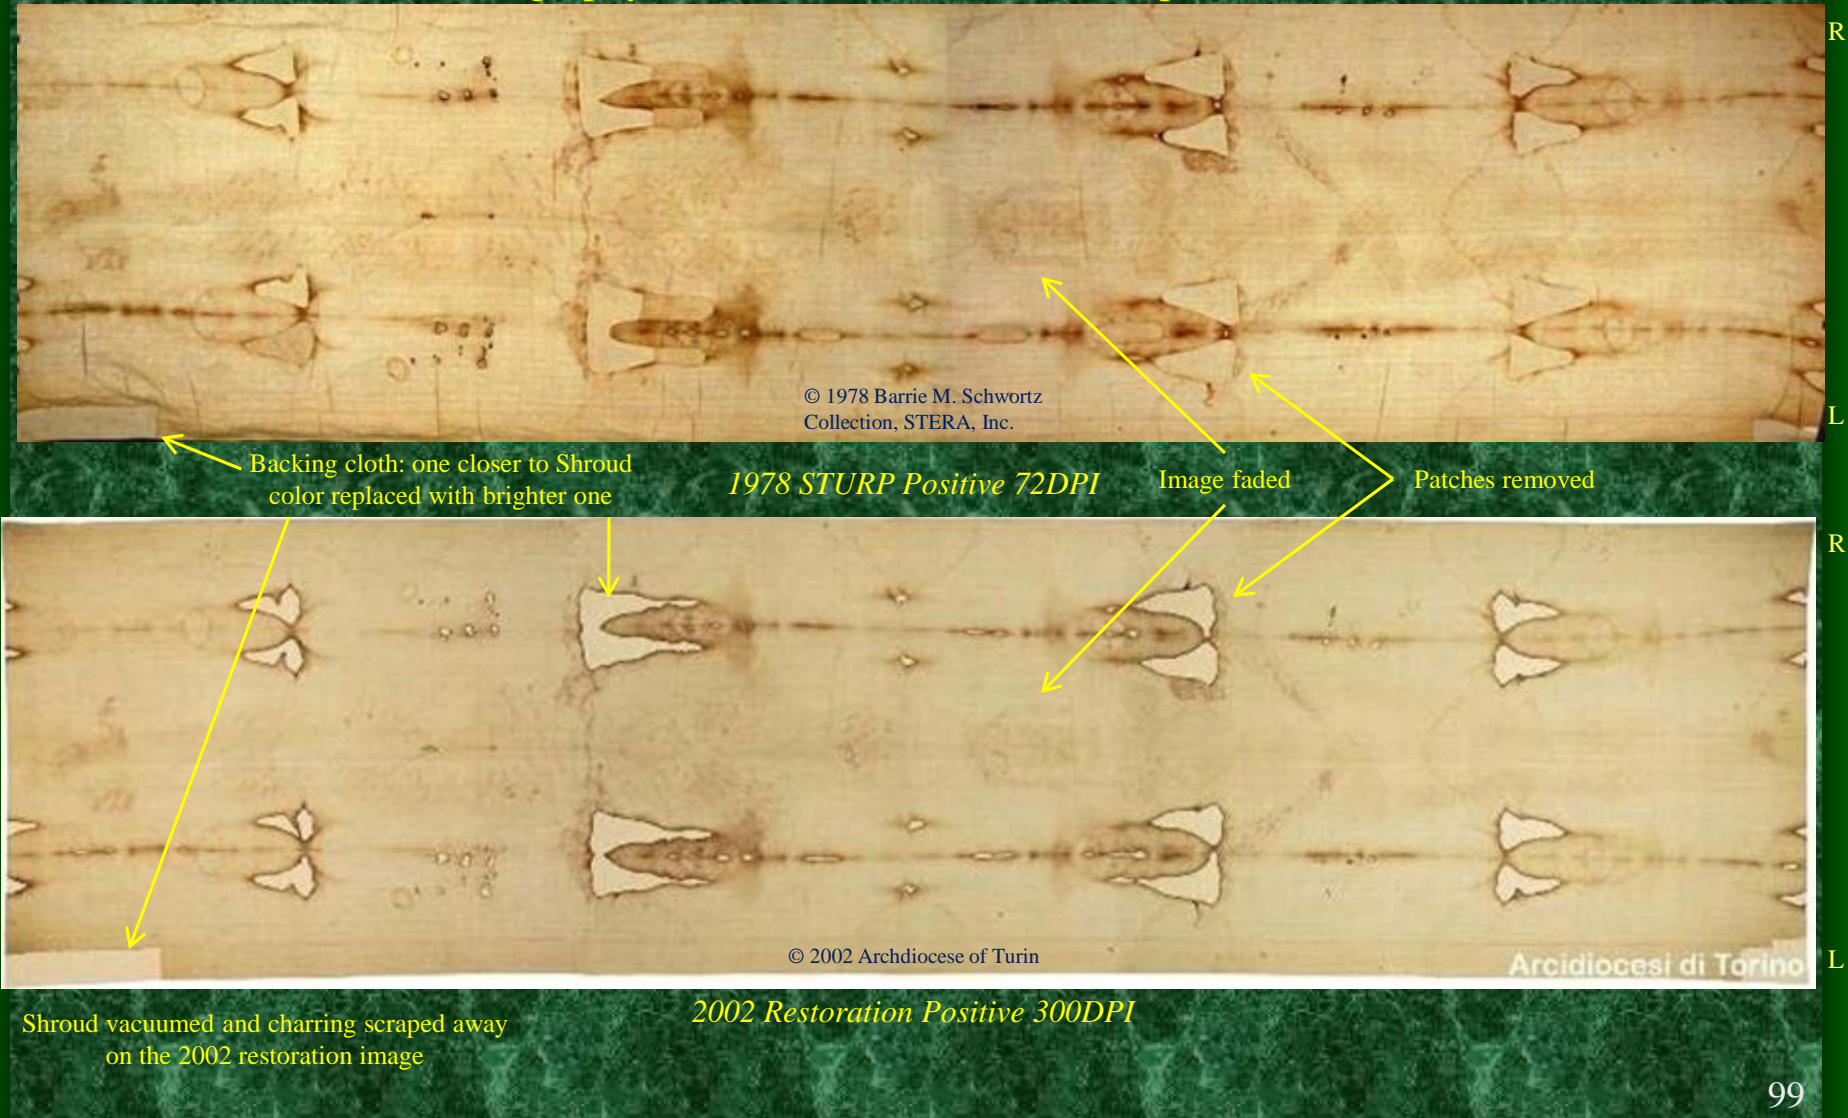 R
© 1978 Barrie M. Schwortz
Collection, STERA, Inc.
L
Backing cloth: one closer to Shroud
color replaced with brighter one
1978 STURP Positive 72DPI
Image faded
Patches removed
R
© 2002 Archdiocese of Turin
Arcidiocesi di Torino
L
2002 Restoration Positive 300DPI
Shroud vacuumed and charring scraped away
on the 2002 restoration image
99